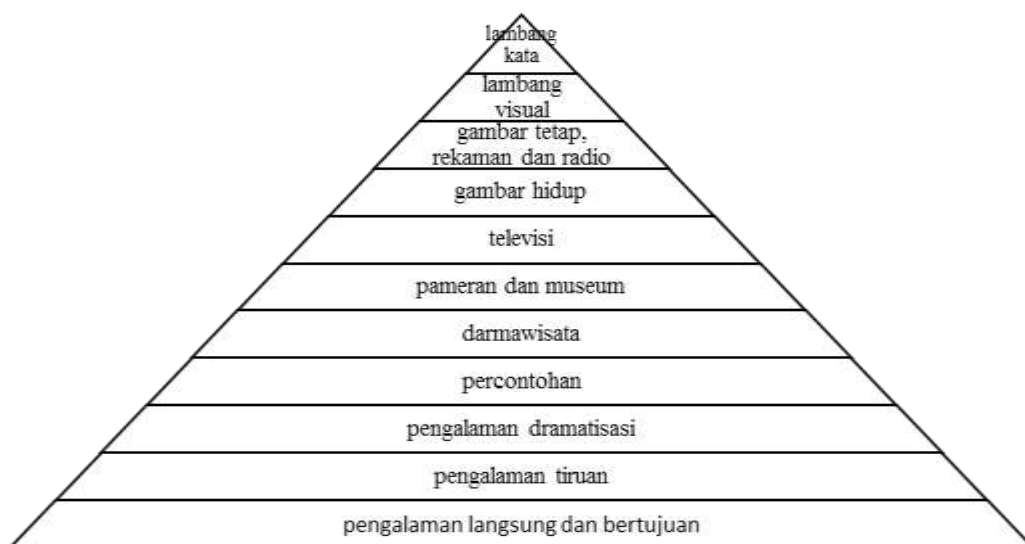 lambang
kata
lambang
visual
gambar tetap,
rekaman dan radio
gambar hidup
televisi
pameran dan museum
darmawisata
percontohan
pengalaman dramatisasi
pengalaman tiruan
pengalaman langsung dan bertujuan